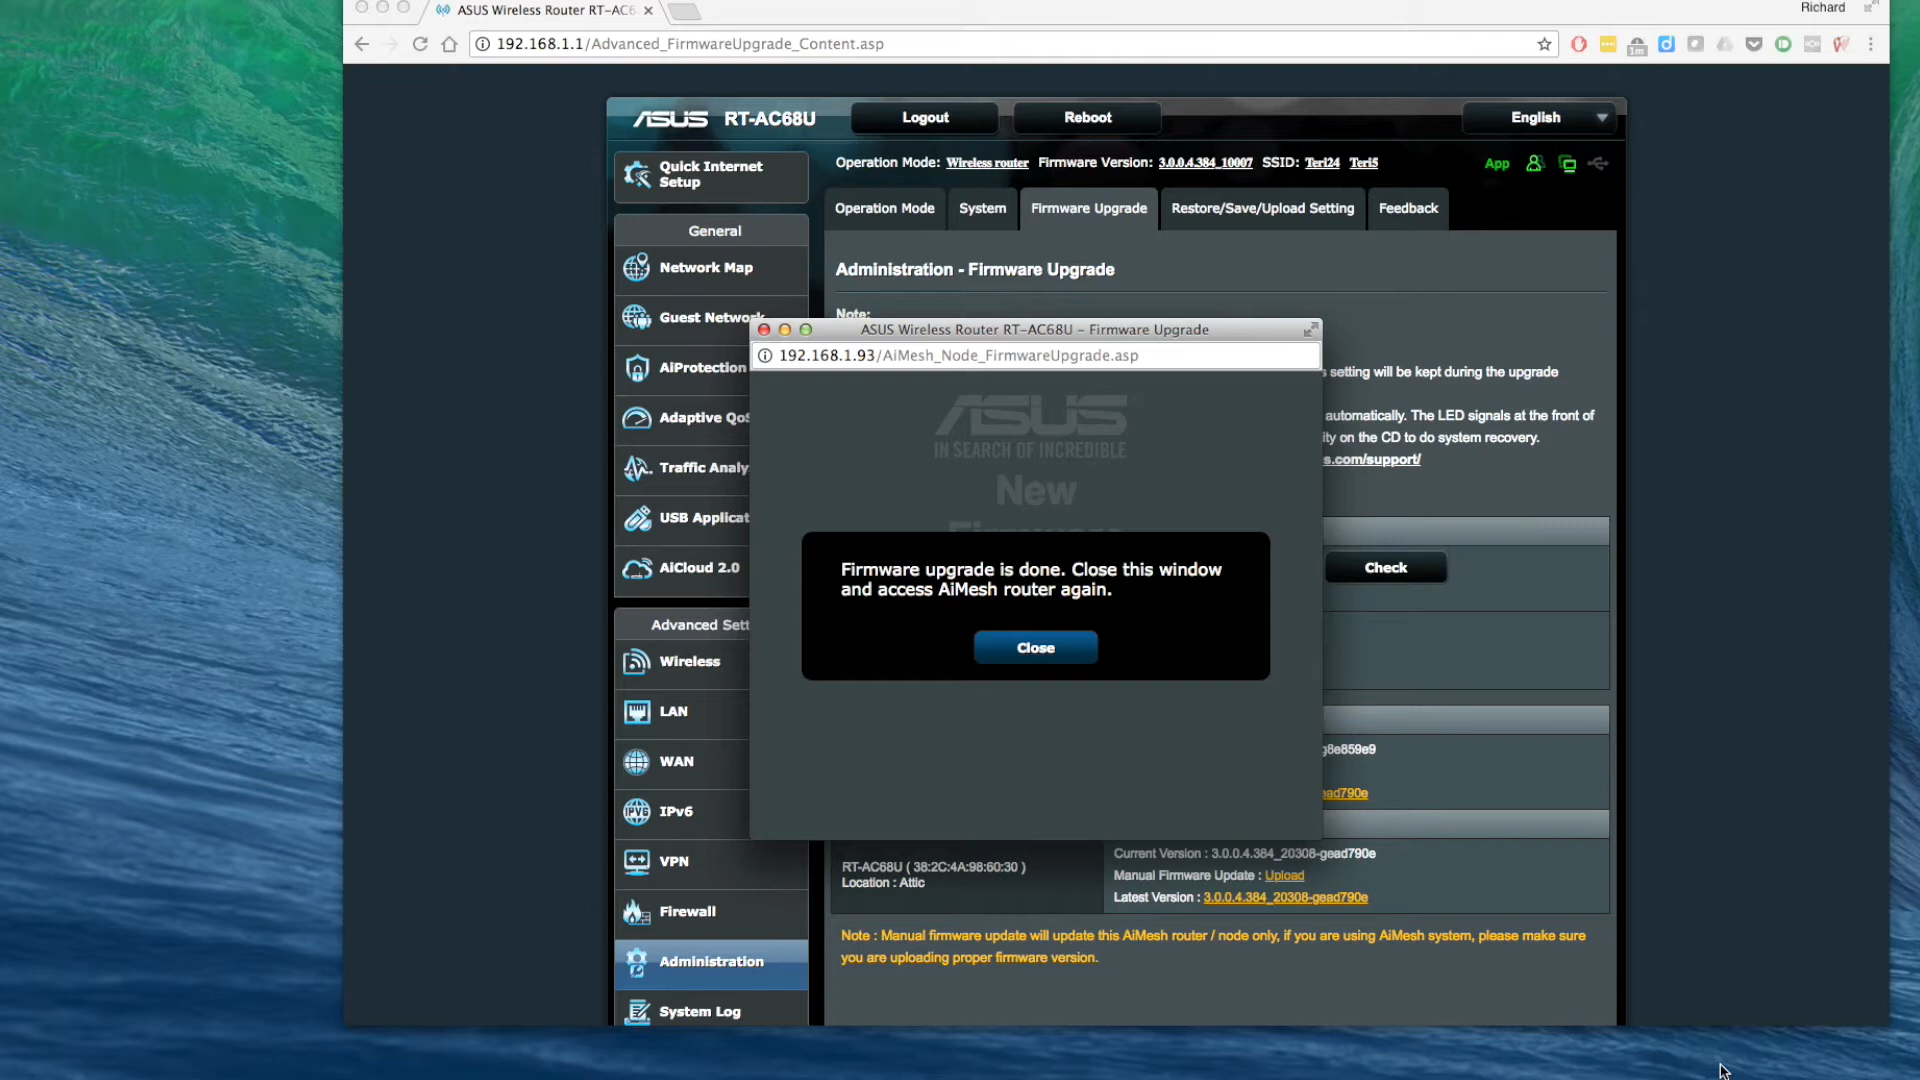 ASUS Wireless Router RT-AC6
Richard
192.168.1.1/Advanced_FirmwareUpgrade_Content.asp
1m
ASUS RT-AC68U
Logout
Reboot
English
Quick Internet
Setup
Operation Mode: Wireless router Firmware Version: 3.0.0.4.384_10007 SSID: Teri24 Teri5
App
Operation Mode
System
Firmware Upgrade
Restore/Save/Upload Setting
Feedback
General
Network Map
Guest Network
AiProtection
Adaptive QoS
Traffic Analy
USB Applicat
AiCloud 2.0
Advanced Sett
Wireless
LAN
WAN
IPv6
VPN
Firewall
Administration
System Log
Administration - Firmware Upgrade
Note:
s setting will be kept during the upgrade
automatically. The LED signals at the front of
ity on the CD to do system recovery.
s.com/support/
Check
g8e859e9
ead790e
ASUS Wireless Router RT-AC68U – Firmware Upgrade
192.168.1.93/AiMesh_Node_FirmwareUpgrade.asp
ASUS
IN SEARCH OF INCREDIBLE
New
Firmware
Firmware upgrade is done. Close this window
and access AiMesh router again.
Close
RT-AC68U ( 38:2C:4A:98:60:30 )
Location : Attic
Current Version : 3.0.0.4.384_20308-gead790e
Manual Firmware Update : Upload
Latest Version : 3.0.0.4.384_20308-gead790e
Note : Manual firmware update will update this AiMesh router / node only, if you are using AiMesh system, please make sure
you are uploading proper firmware version.